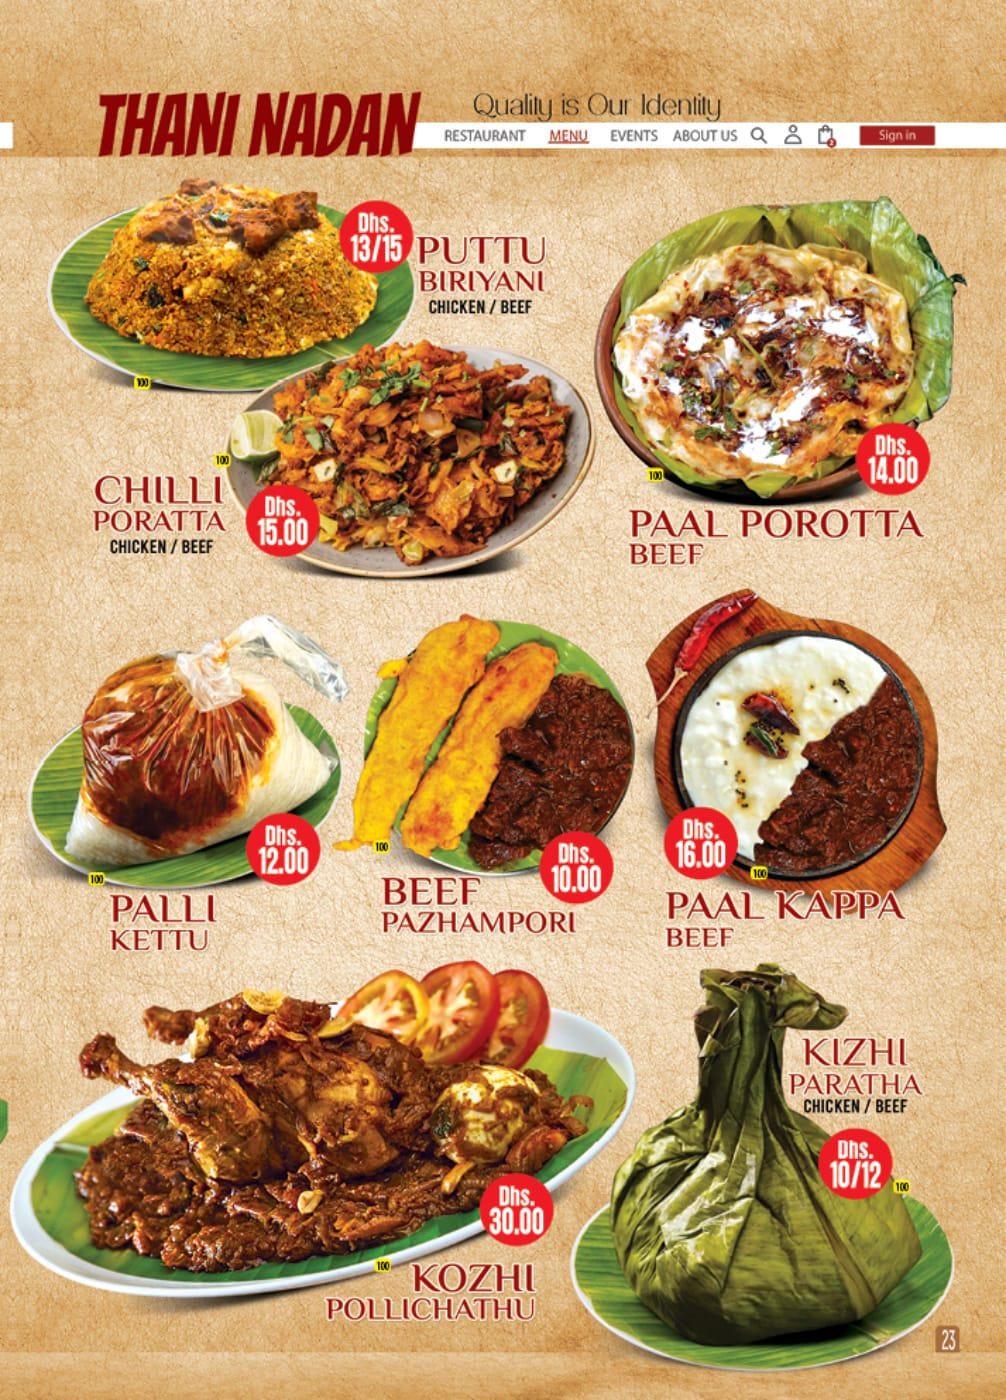 THANI NADAN
Quality is Our Identity
RESTAURANT MENU EVENTS ABOUT US 2 Sign in
Dhs.
13/15
PUTTU
BIRIYANI
CHICKEN / BEEF
100
Dhs.
14.00
100
PAAL POROTTA
BEEF
100
CHILLI
PORATTA
CHICKEN / BEEF
Dhs.
15.00
Dhs.
12.00
100
PALLI
KETTU
100
Dhs.
10.00
BEEF
PAZHAMPORI
Dhs.
16.00
100
PAAL KAPPA
BEEF
Dhs.
30.00
100
KOZHI
POLLICHATHU
KIZHI
PARATHA
CHICKEN / BEEF
Dhs.
10/12
100
23